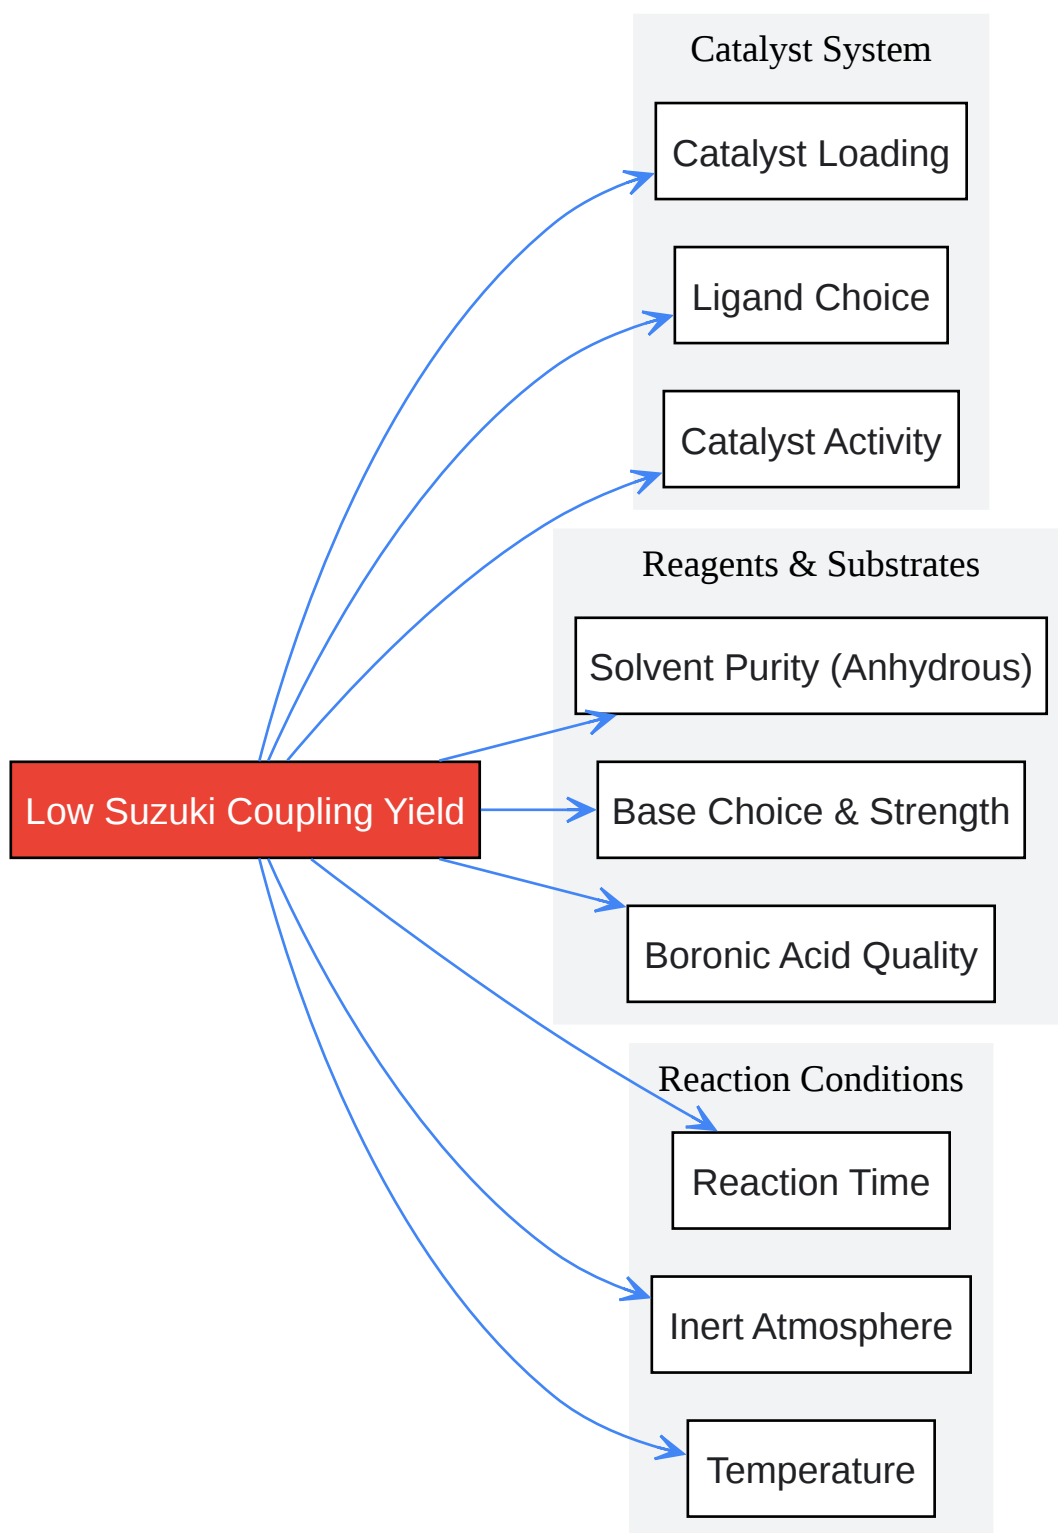 Catalyst System
Catalyst Loading
Ligand Choice
Catalyst Activity
Reagents & Substrates
Solvent Purity (Anhydrous)
Low Suzuki Coupling Yield
Base Choice & Strength
Boronic Acid Quality
Reaction Conditions
Reaction Time
Inert Atmosphere
Temperature